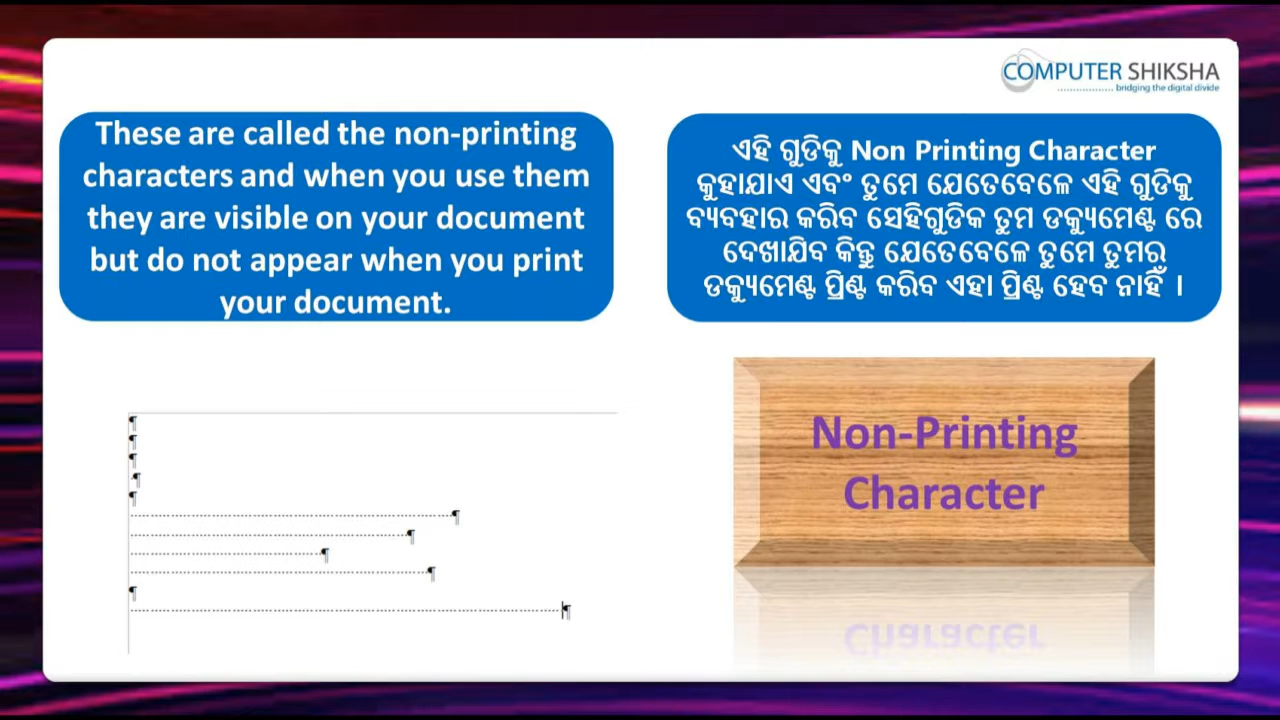 COMPUTER SHIKSHA
bridging the digital divide
These are called the non-printing
characters and when you use them
they are visible on your document
but do not appear when you print
your document.
ଏହି ଗୁଡିକୁ Non Printing Character
କୁହାଯାଏ ଏବଂ ତୁମେ ଯେତେବେଳେ ଏହି ଗୁଡିକୁ
ବ୍ୟବହାର କରିବ ସେହିଗୁଡିକ ତୁମ ଡକ୍ୟୁମେଣ୍ଟ ରେ
ଦେଖାଯିବ କିନ୍ତୁ ଯେତେବେଳେ ତୁମେ ତୁମର
ଡକ୍ୟୁମେଣ୍ଟ ପ୍ରିଣ୍ଟ କରିବ ଏହା ପ୍ରିଣ୍ଟ ହେବ ନାହିଁ ।
¶
¶
¶
¶
¶
¶
¶
¶
¶
¶
¶
Non-Printing
Character